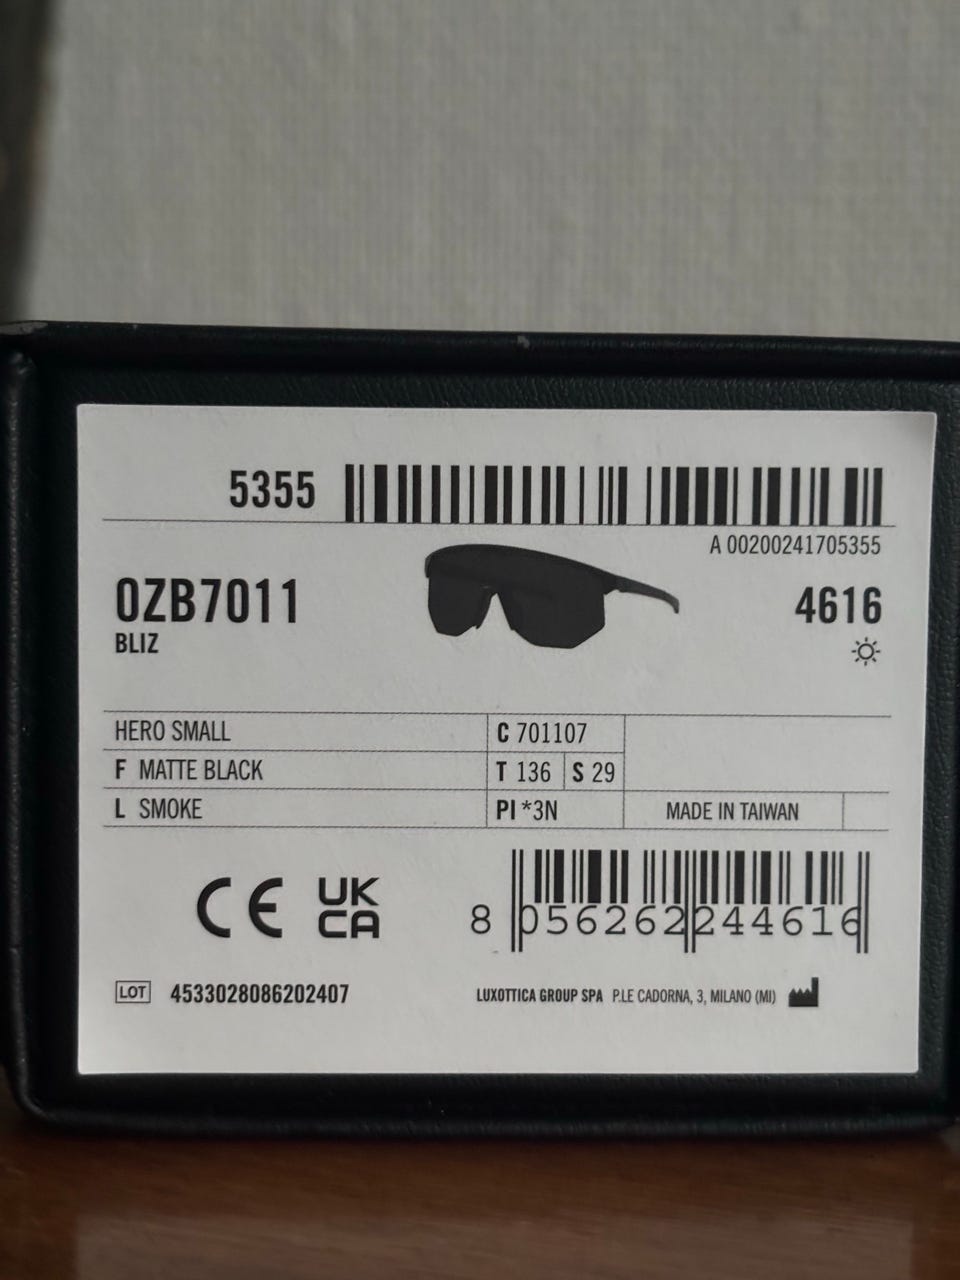 5355
A 00200241705355
0ZB7011
4616
BLIZ
HERO SMALL C 701107
F MATTE BLACK T 136 S 29
L SMOKE PI *3N MADE IN TAIWAN
CE UK CA
8 056262 244616
LOT 4533028086202407 LUXOTTICA GROUP SPA P.LE CADORNA, 3, MILANO (MI)